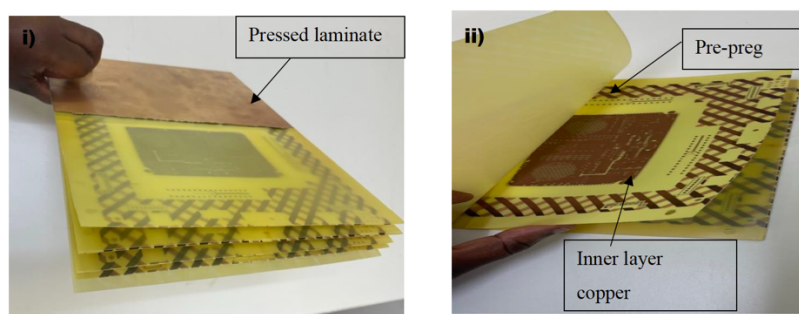 i)
Pressed laminate
ii)
Pre-preg
Inner layer
copper